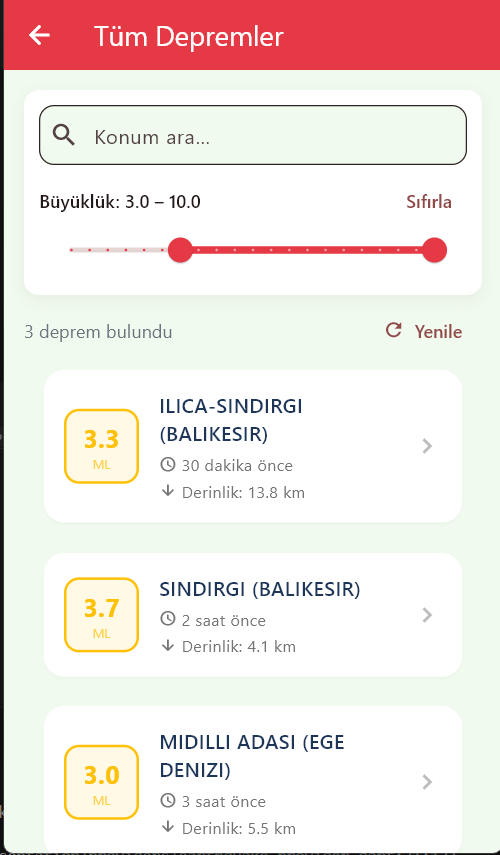 Tüm Depremler
Konum ara...
Büyüklük: 3.0 – 10.0
Sıfırla
3 deprem bulundu
Yenile
3.3
ML
ILICA-SINDIRGI
(BALIKESIR)
30 dakika önce
Derinlik: 13.8 km
3.7
ML
SINDIRGI (BALIKESIR)
2 saat önce
Derinlik: 4.1 km
3.0
ML
MIDILLI ADASI (EGE
DENIZI)
3 saat önce
Derinlik: 5.5 km